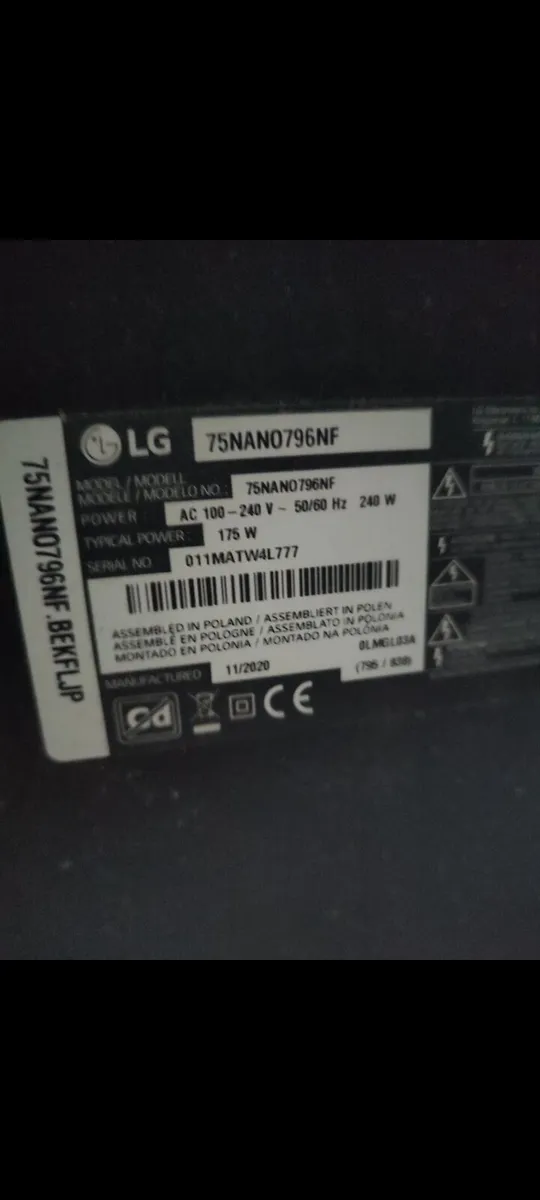 75NANO796NF.BEKFLJP
LG 75NANO796NF
MODEL / MODELL
MODÈLE / MODELO NO.: 75NANO796NF
POWER AC 100-240 V ~ 50/60 Hz 240 W
TYPICAL POWER: 175 W
SERIAL NO. 011MATW4L777
ASSEMBLED IN POLAND / ASSEMBLIERT IN POLEN
ASSEMBLÉ EN POLOGNE / ASSEMBLATO IN POLONIA
MONTADO EN POLONIA / MONTADO NA POLÓNIA
0LMGL03A
MANUFACTURED 11/2020 (795 / 838)
Cd
CE